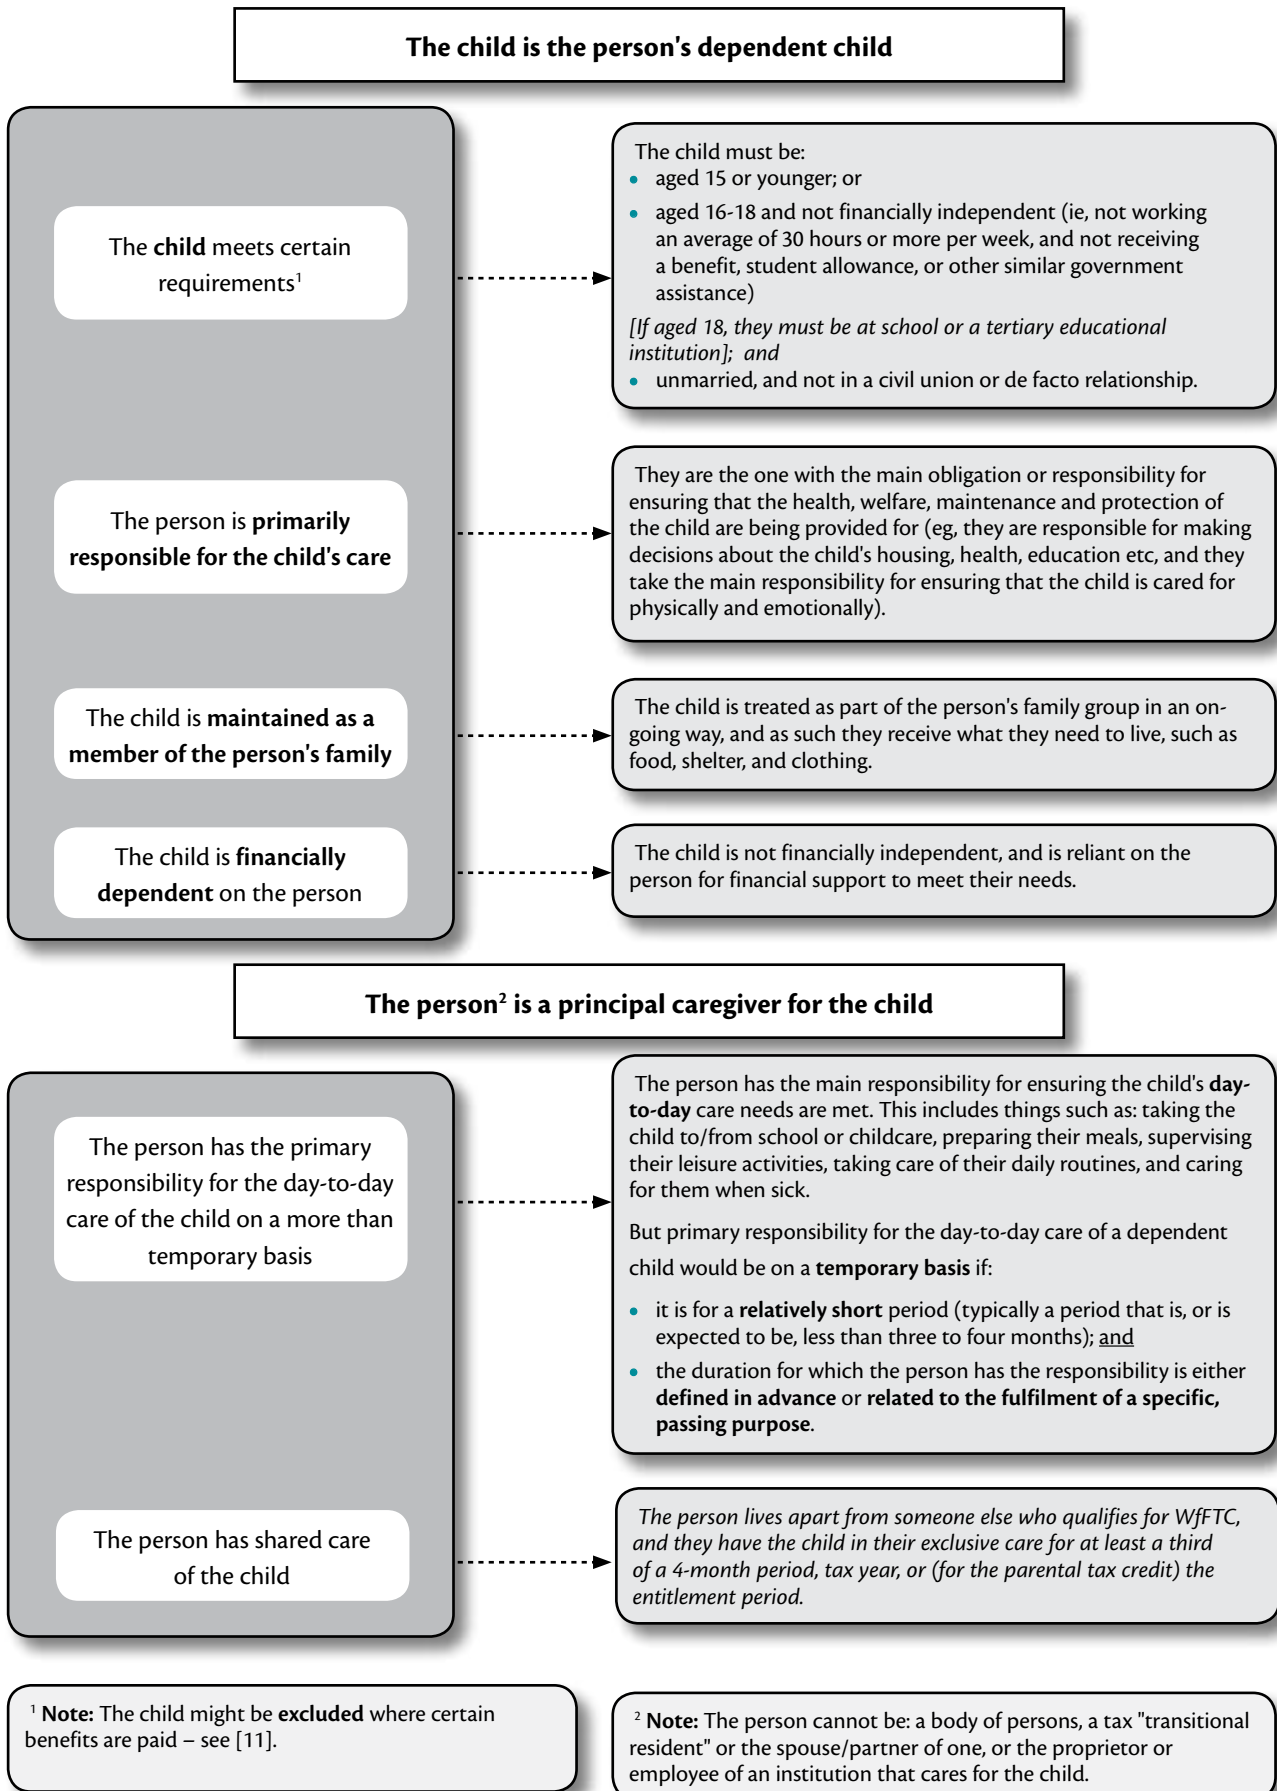 The child is the person's dependent child
The child meets certain
requirements¹
The child must be:
• aged 15 or younger; or
• aged 16-18 and not financially independent (ie, not working
an average of 30 hours or more per week, and not receiving
a benefit, student allowance, or other similar government
assistance)
[If aged 18, they must be at school or a tertiary educational
institution]; and
• unmarried, and not in a civil union or de facto relationship.
The person is primarily
responsible for the child's care
They are the one with the main obligation or responsibility for
ensuring that the health, welfare, maintenance and protection of
the child are being provided for (eg, they are responsible for making
decisions about the child's housing, health, education etc, and they
take the main responsibility for ensuring that the child is cared for
physically and emotionally).
The child is maintained as a
member of the person's family
The child is treated as part of the person's family group in an on-
going way, and as such they receive what they need to live, such as
food, shelter, and clothing.
The child is financially
dependent on the person
The child is not financially independent, and is reliant on the
person for financial support to meet their needs.
The person² is a principal caregiver for the child
The person has the primary
responsibility for the day-to-day
care of the child on a more than
temporary basis
The person has the main responsibility for ensuring the child's day-
to-day care needs are met. This includes things such as: taking the
child to/from school or childcare, preparing their meals, supervising
their leisure activities, taking care of their daily routines, and caring
for them when sick.
But primary responsibility for the day-to-day care of a dependent
child would be on a temporary basis if:
• it is for a relatively short period (typically a period that is, or is
expected to be, less than three to four months); and
• the duration for which the person has the responsibility is either
defined in advance or related to the fulfilment of a specific,
passing purpose.
The person has shared care
of the child
The person lives apart from someone else who qualifies for WfFTC,
and they have the child in their exclusive care for at least a third
of a 4-month period, tax year, or (for the parental tax credit) the
entitlement period.
¹ Note: The child might be excluded where certain
benefits are paid – see [11].
² Note: The person cannot be: a body of persons, a tax "transitional
resident" or the spouse/partner of one, or the proprietor or
employee of an institution that cares for the child.